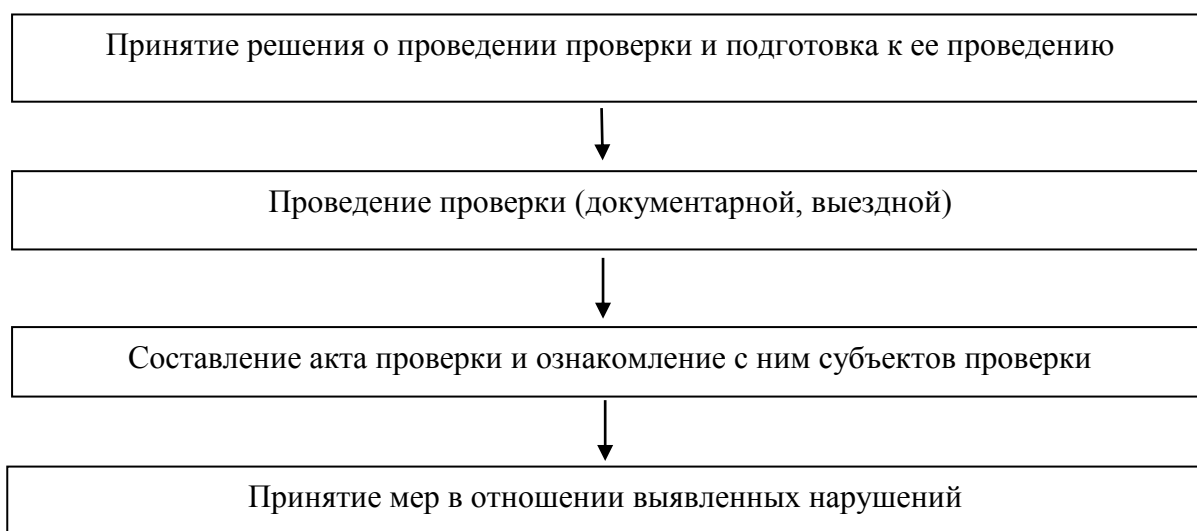 Принятие решения о проведении проверки и подготовка к ее проведению
Проведение проверки (документарной, выездной)
Составление акта проверки и ознакомление с ним субъектов проверки
Принятие мер в отношении выявленных нарушений